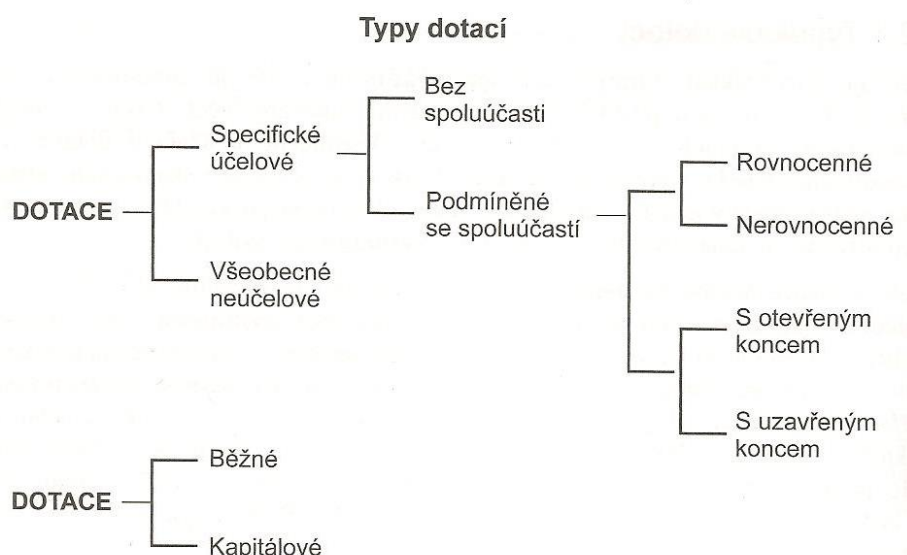 Typy dotací
DOTACE
Specifické
účelové
Všeobecné
neúčelové
Bez
spoluúčasti
Podmíněné
se spoluúčastí
Rovnocenné
Nerovnocenné
S otevřeným
koncem
S uzavřeným
koncem
DOTACE
Běžné
Kapitálové